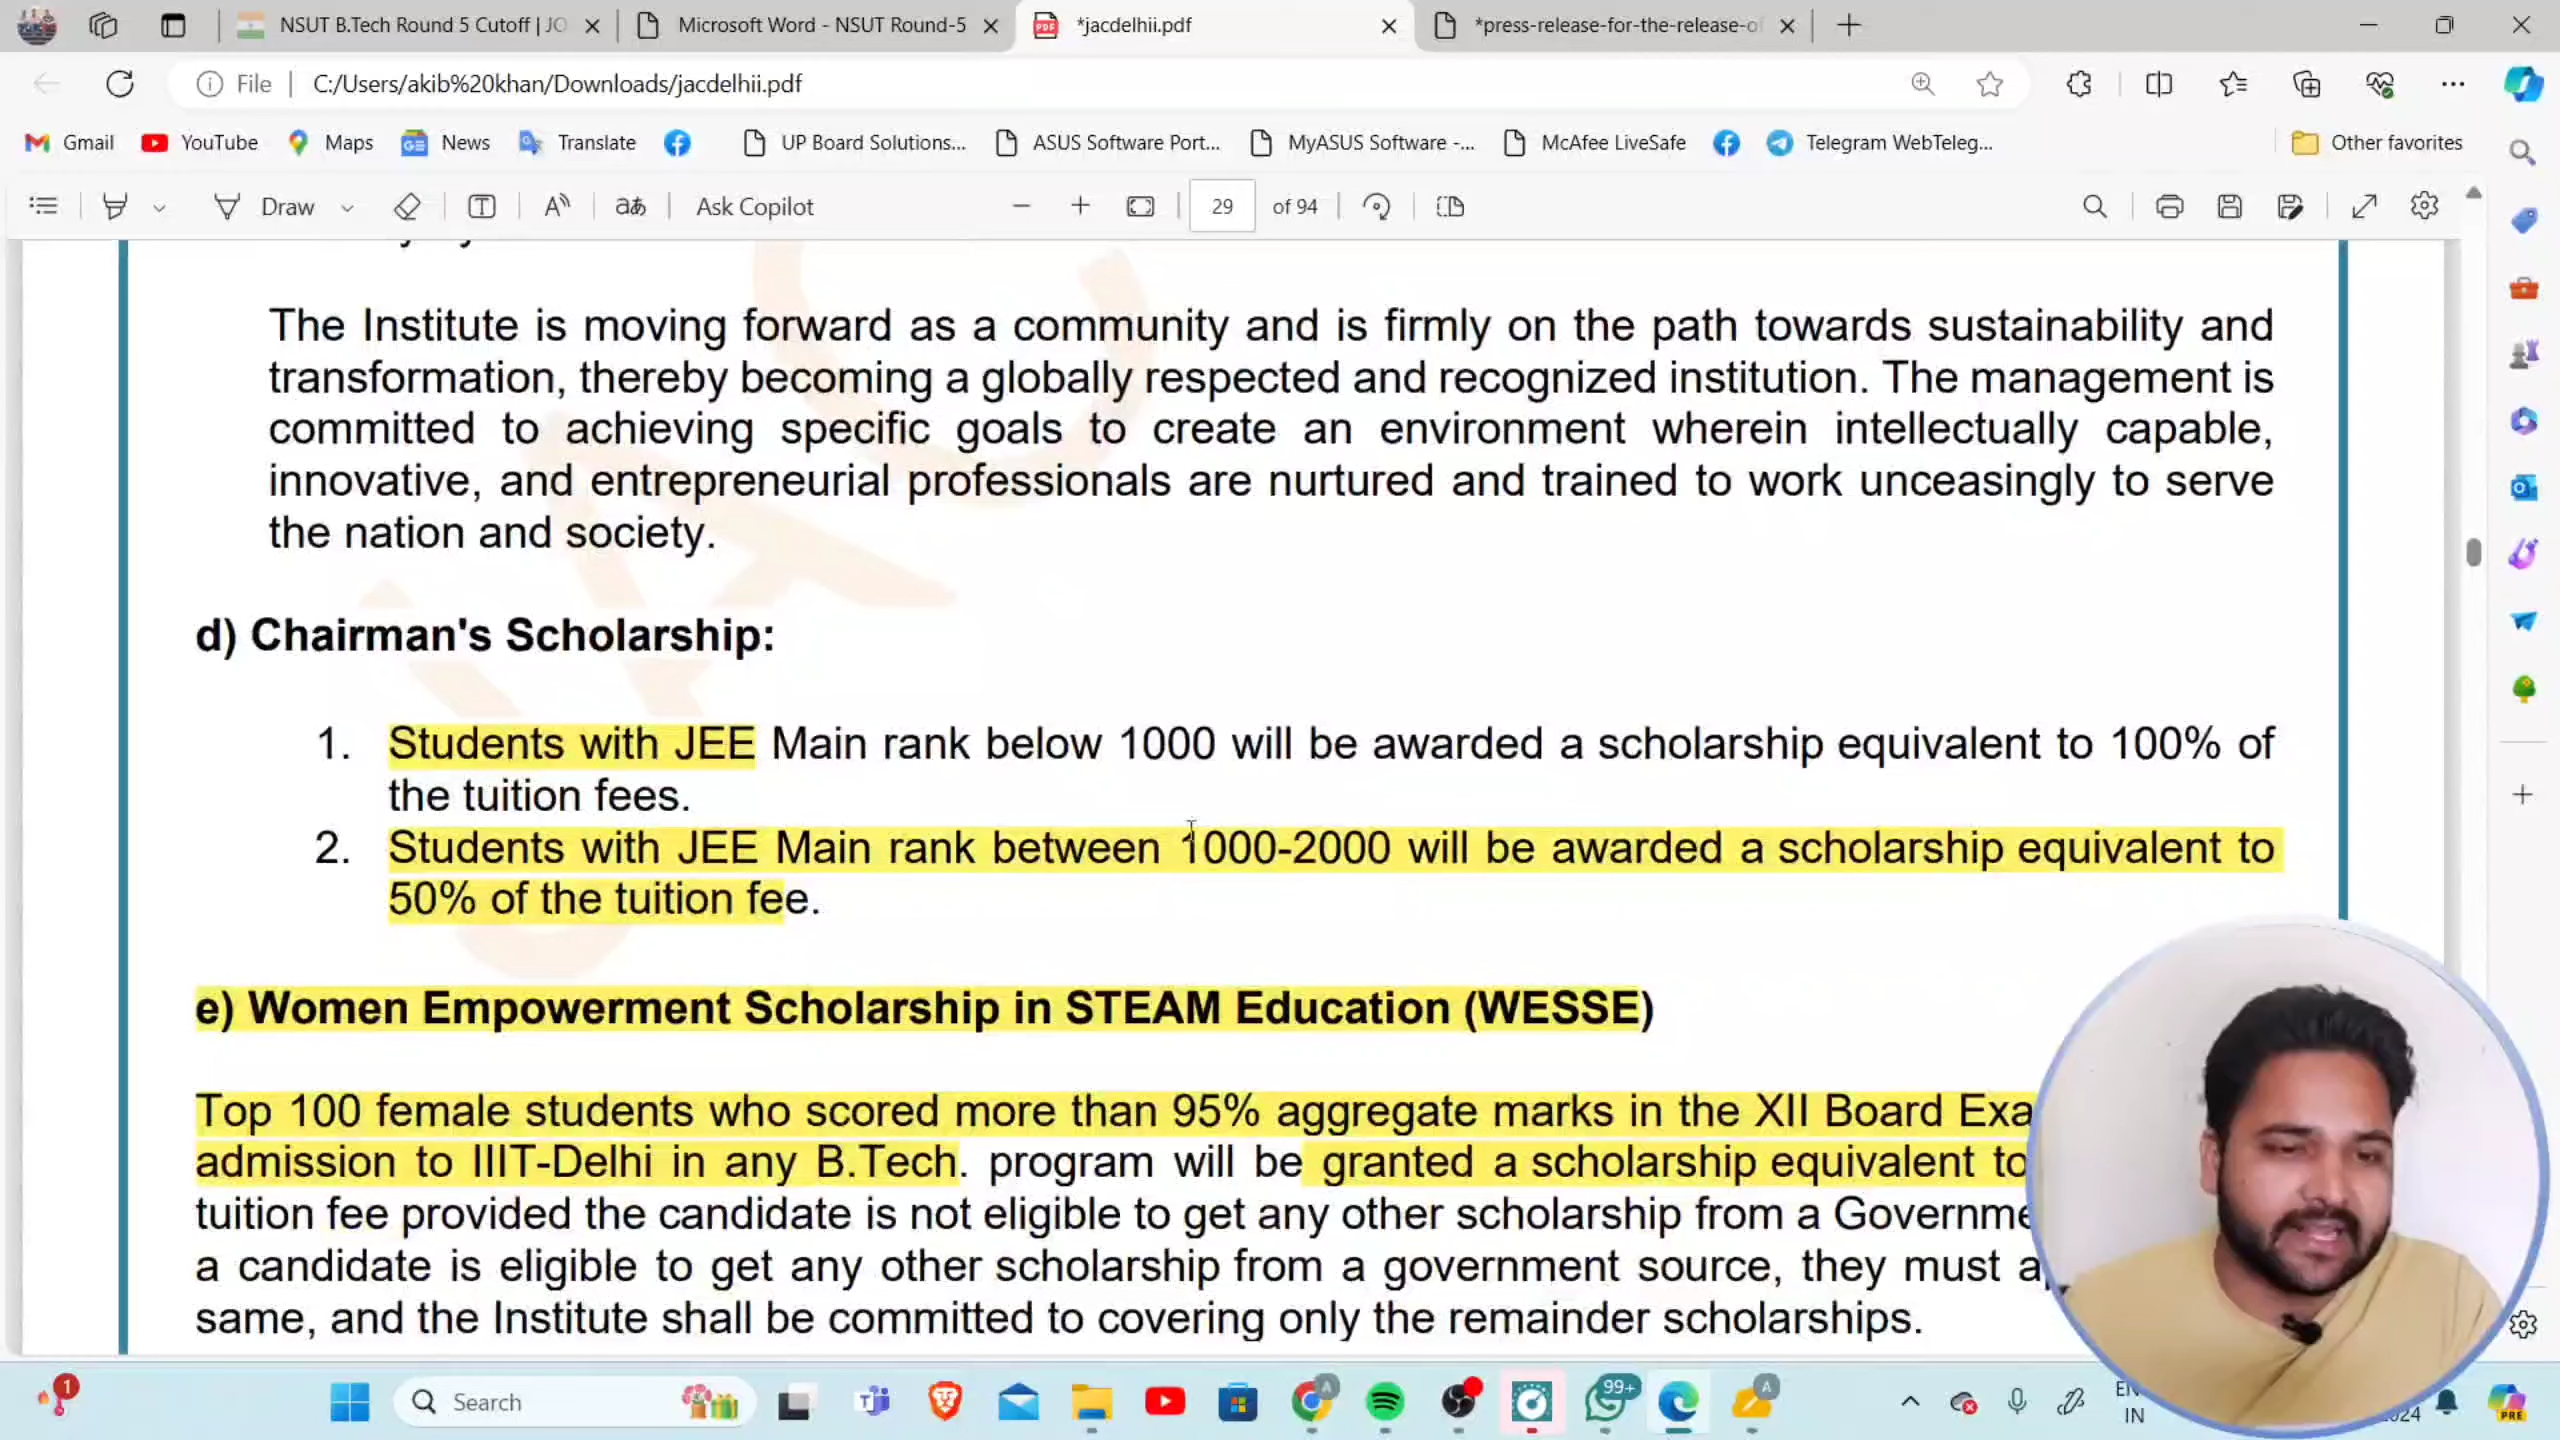 NSUT B.Tech Round 5 Cutoff | JO
Microsoft Word - NSUT Round-5
*jacdelhii.pdf
*press-release-for-the-release-of
File
C:/Users/akib%20khan/Downloads/jacdelhii.pdf
Gmail
YouTube
Maps
News
Translate
UP Board Solutions...
ASUS Software Port...
MyASUS Software -...
McAfee LiveSafe
Telegram WebTeleg...
Other favorites
Draw
Ask Copilot
29 of 94
The Institute is moving forward as a community and is firmly on the path towards sustainability and
transformation, thereby becoming a globally respected and recognized institution. The management is
committed to achieving specific goals to create an environment wherein intellectually capable,
innovative, and entrepreneurial professionals are nurtured and trained to work unceasingly to serve
the nation and society.
d) Chairman's Scholarship:
1. Students with JEE Main rank below 1000 will be awarded a scholarship equivalent to 100% of
the tuition fees.
2. Students with JEE Main rank between 1000-2000 will be awarded a scholarship equivalent to
50% of the tuition fee.
e) Women Empowerment Scholarship in STEAM Education (WESSE)
Top 100 female students who scored more than 95% aggregate marks in the XII Board Exa
admission to IIIT-Delhi in any B.Tech. program will be granted a scholarship equivalent to
tuition fee provided the candidate is not eligible to get any other scholarship from a Governme
a candidate is eligible to get any other scholarship from a government source, they must ap
same, and the Institute shall be committed to covering only the remainder scholarships.
1
Search
99+
A
A
IN
2024
PRE